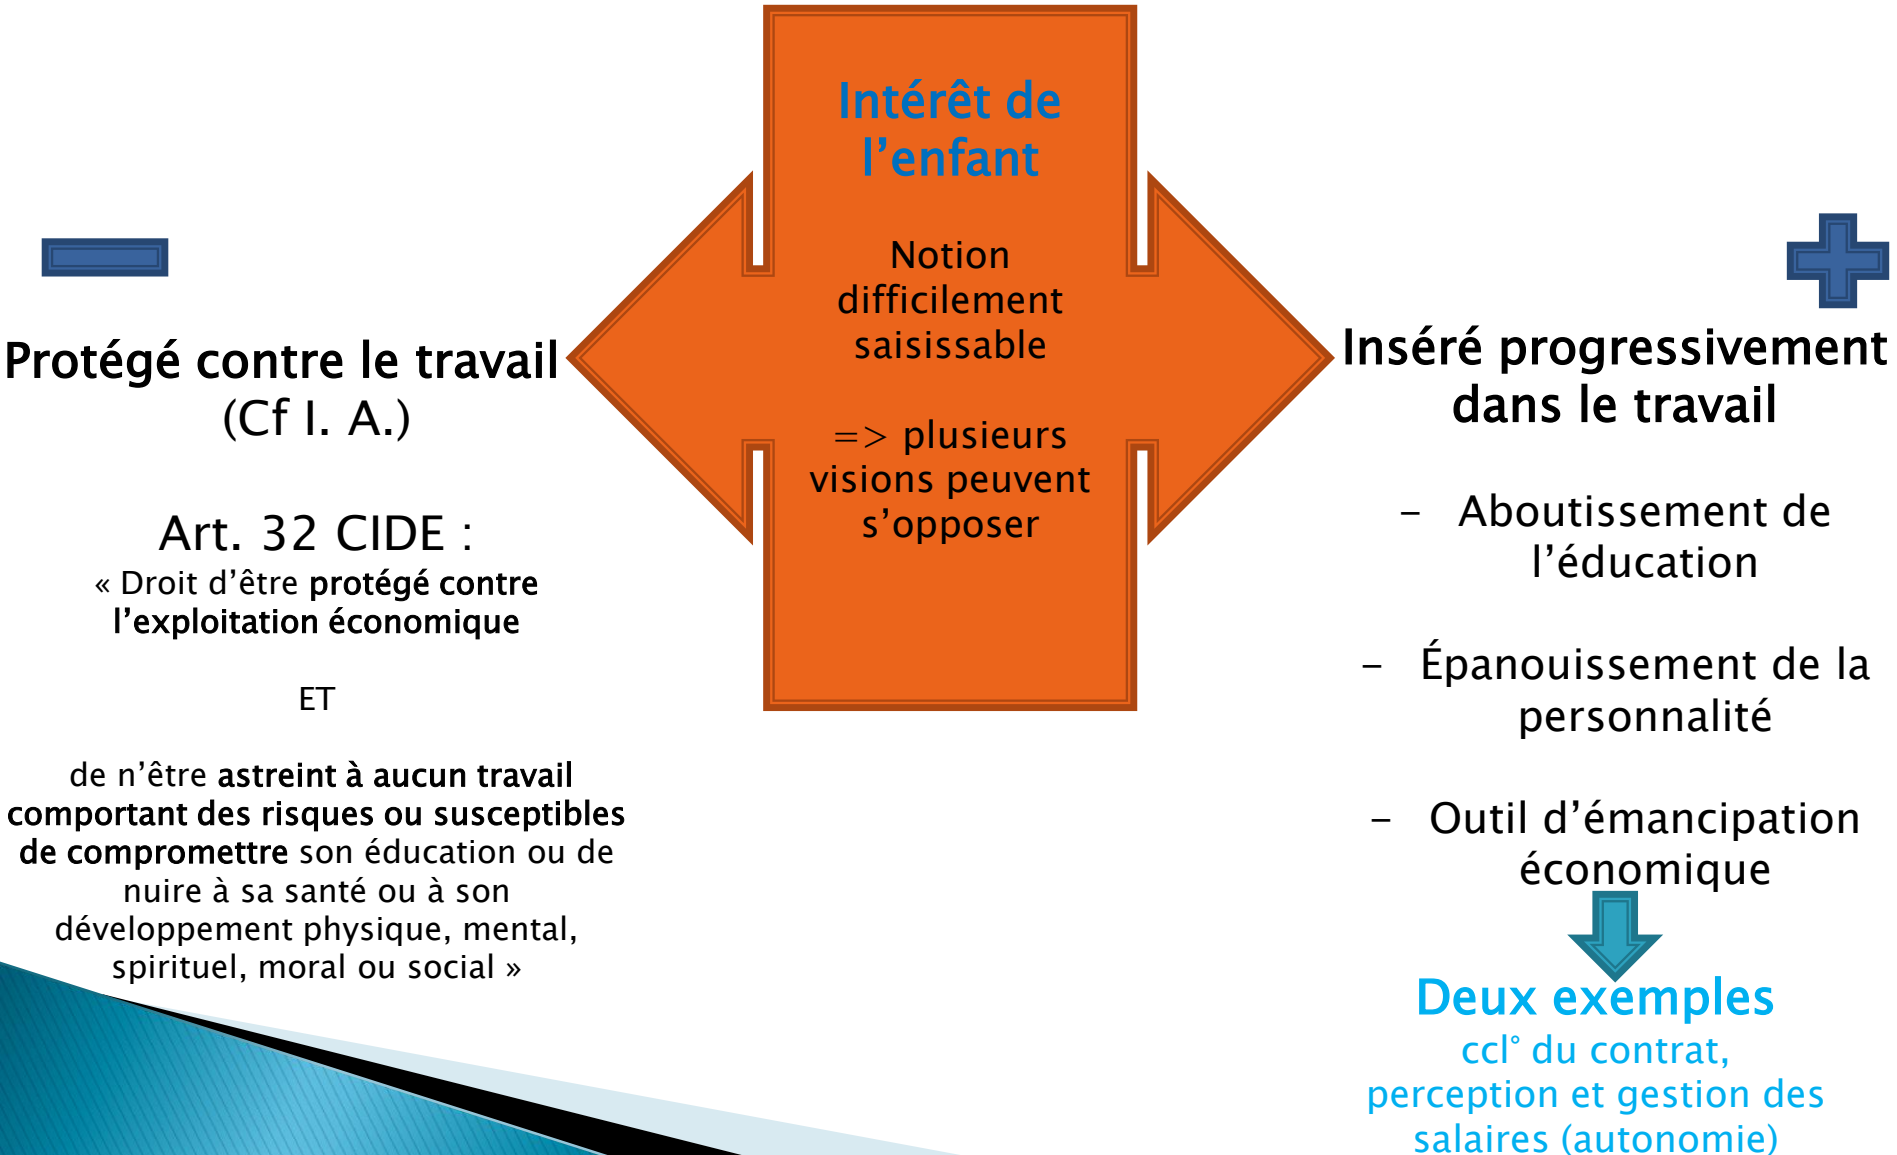 Intérêt de
l’enfant
Notion
difficilement
saisissable
=> plusieurs
visions peuvent
s’opposer
Protégé contre le travail
(Cf I. A.)
Art. 32 CIDE :
« Droit d’être protégé contre
l’exploitation économique
ET
de n’être astreint à aucun travail
comportant des risques ou susceptibles
de compromettre son éducation ou de
nuire à sa santé ou à son
développement physique, mental,
spirituel, moral ou social »
Inséré progressivement
dans le travail
- Aboutissement de
l’éducation
- Épanouissement de la
personnalité
- Outil d’émancipation
économique
Deux exemples
ccl° du contrat,
perception et gestion des
salaires (autonomie)